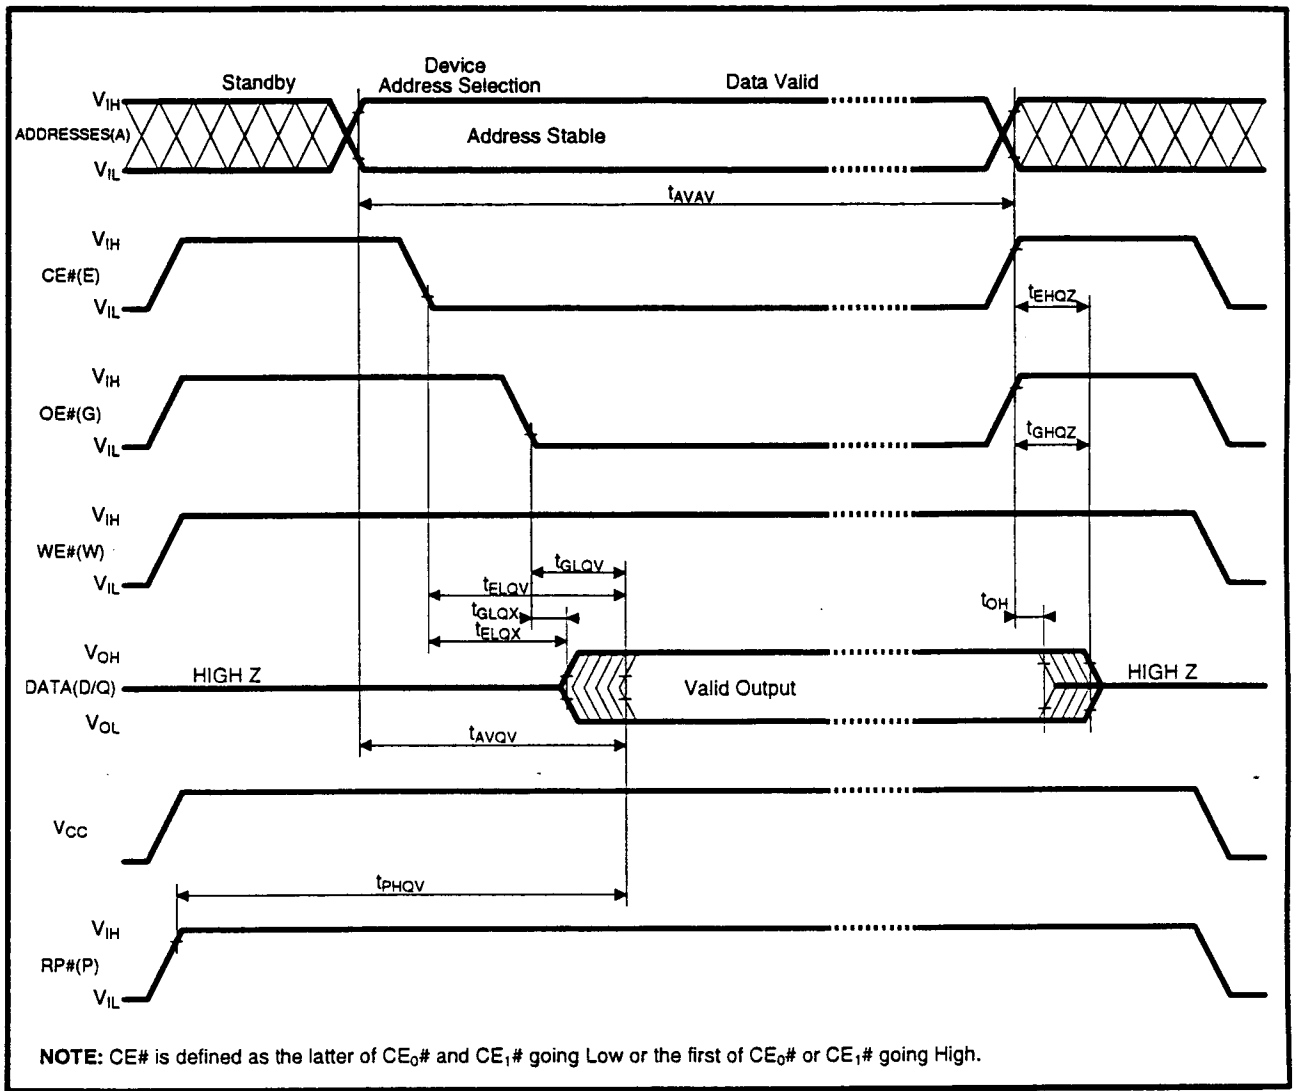 Standby
Device
Address Selection
Data Valid
VIH
ADDRESSES(A)
Address Stable
VIL
tAVAV
VIH
CE#(E)
VIL
tEHQZ
VIH
OE#(G)
VIL
tGHQZ
VIH
WE#(W)
VIL
tGLQV
tELQV
tGLQX
tELQX
tOH
VOH
HIGH Z
DATA(D/Q)
Valid Output
HIGH Z
VOL
tAVQV
VCC
tPHQV
VIH
RP#(P)
VIL
NOTE: CE# is defined as the latter of CE0# and CE1# going Low or the first of CE0# or CE1# going High.